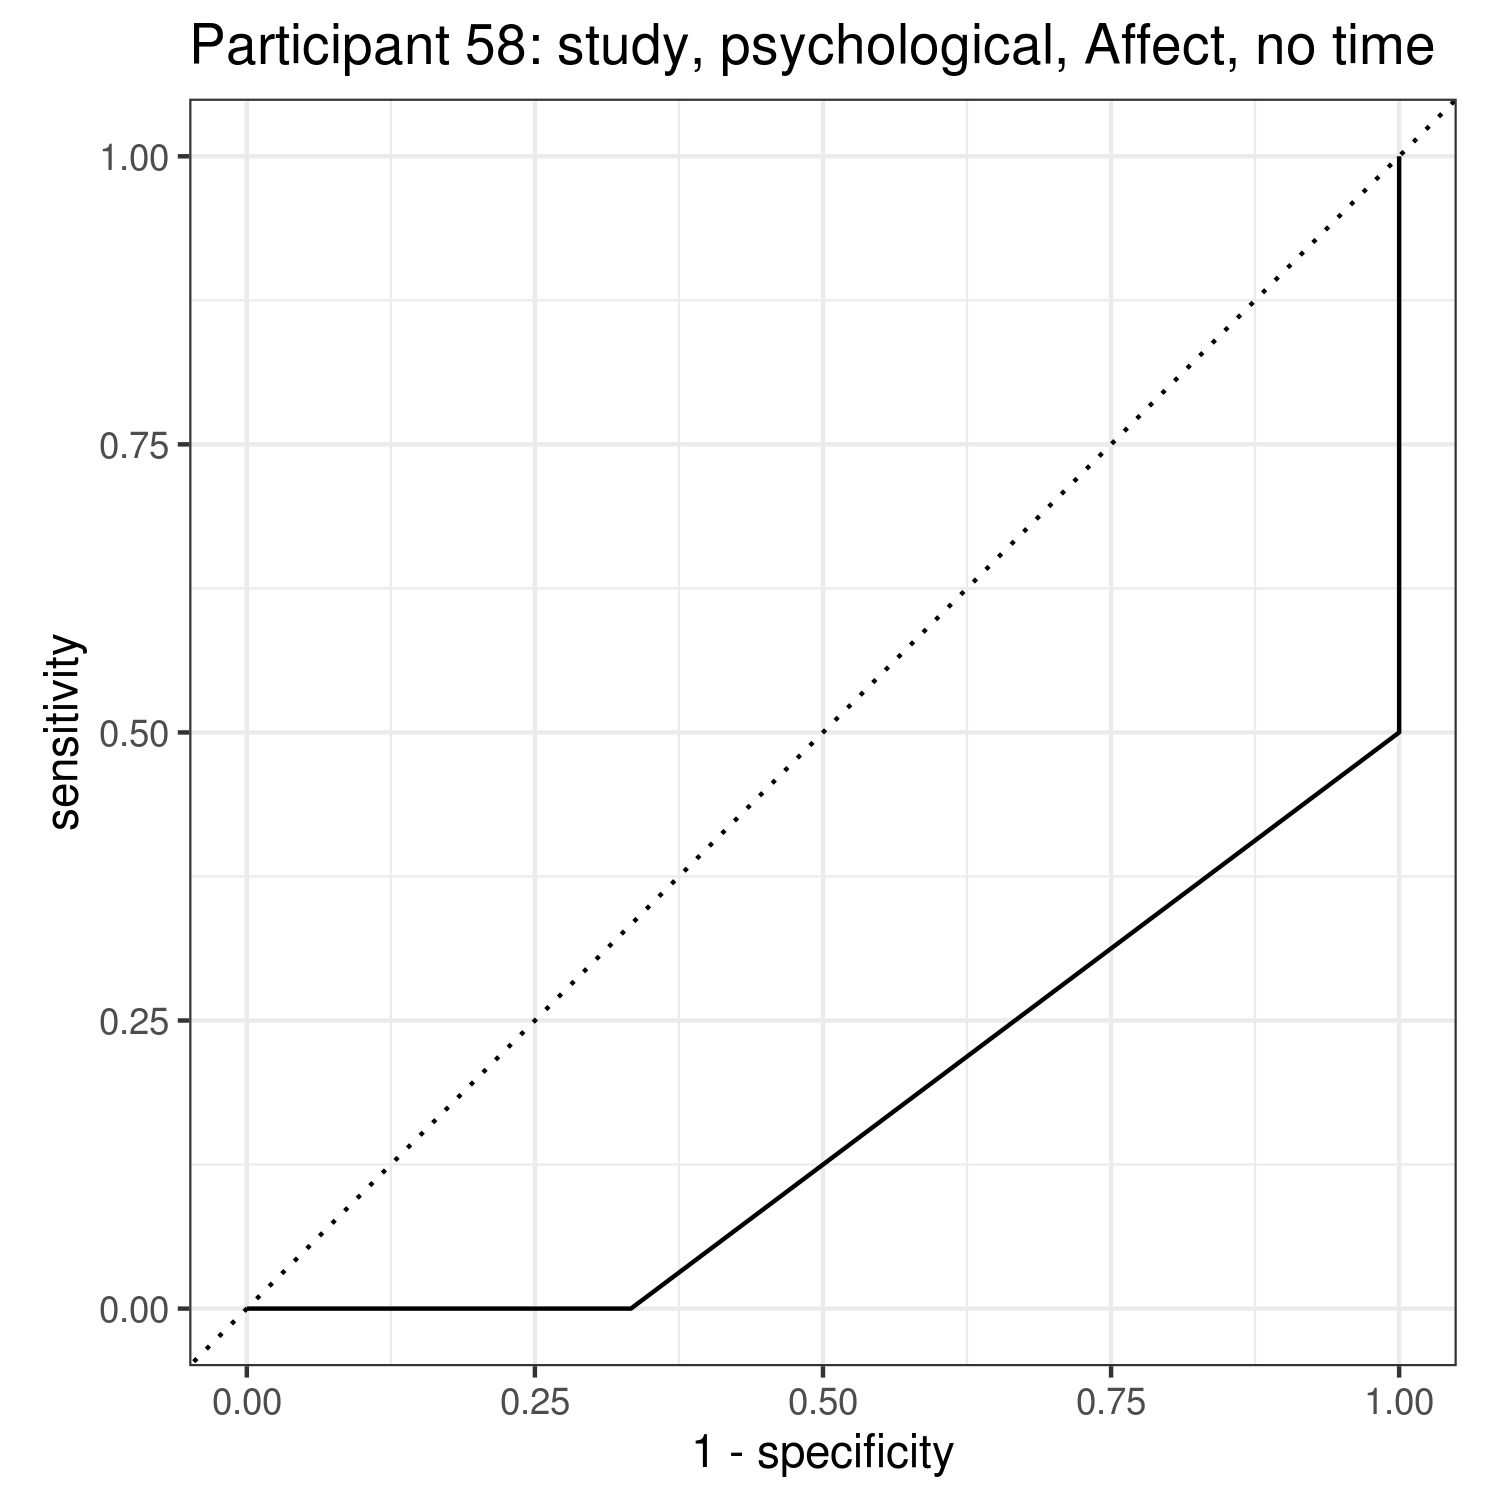 Participant 58: study, psychological, Affect, no time
1.00
0.75
0.50
0.25
0.00
sensitivity
0.00 0.25 0.50 0.75 1.00
1 - specificity